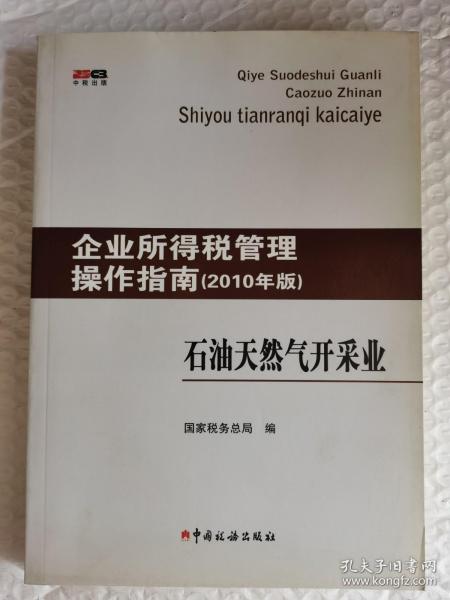 中税出版
Qiye Suodeshui Guanli
Caozuo Zhinan
Shiyou tianranqi kaicaiye
企业所得税管理
操作指南(2010年版)
石油天然气开采业
国家税务总局 编
中国税务出版社
孔夫子旧书网
www.kongfz.com